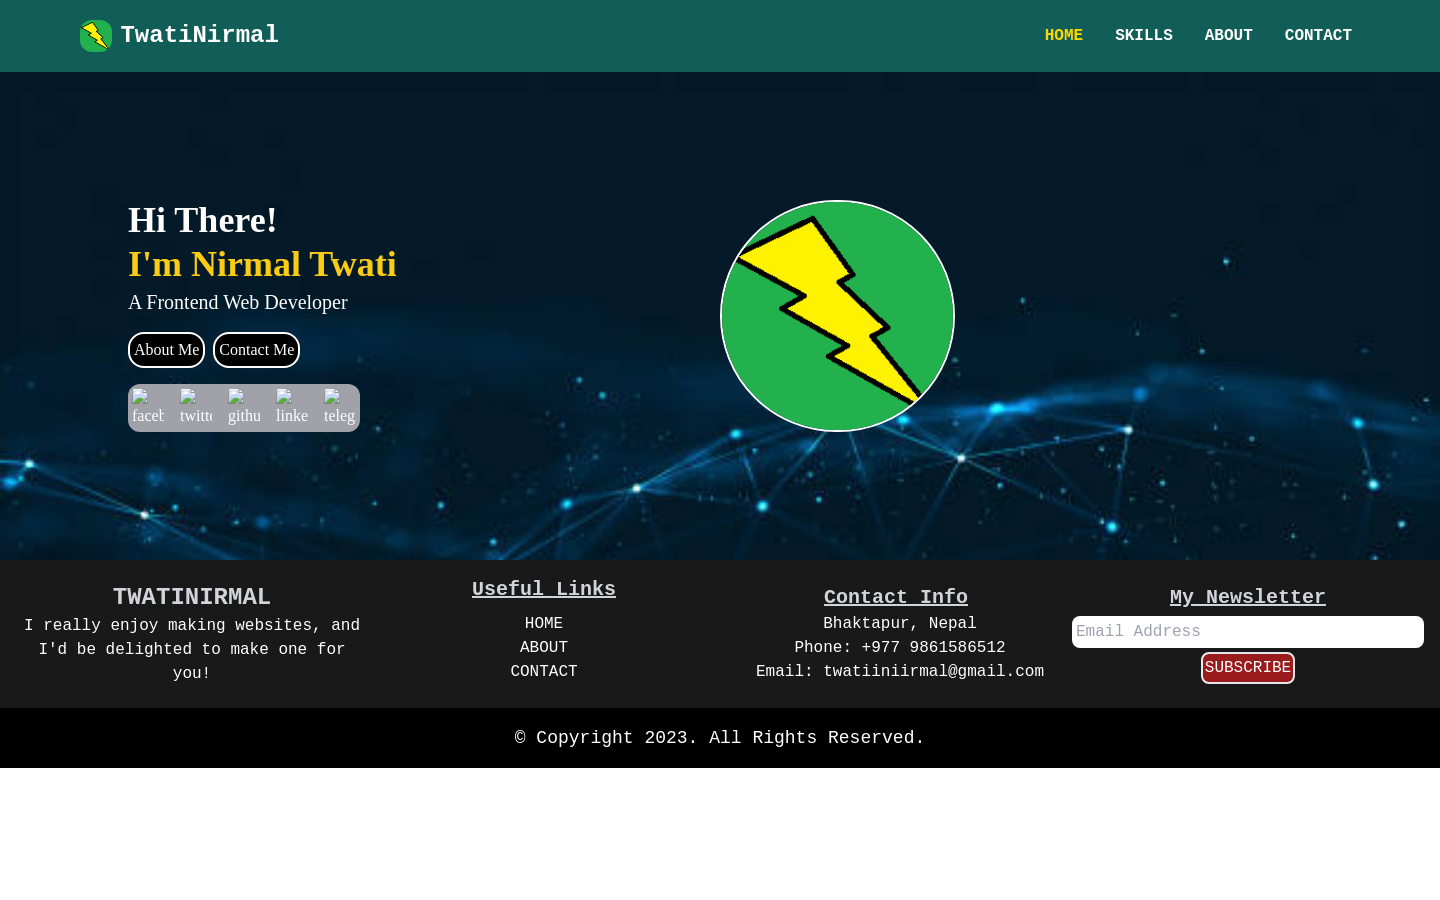 TwatiNirmal
HOME SKILLS ABOUT CONTACT
Hi There!
I'm Nirmal Twati
A Frontend Web Developer
About Me Contact Me
faceb twitte githu linke teleg
TWATINIRMAL
I really enjoy making websites, and
I'd be delighted to make one for
you!
Useful Links
HOME
ABOUT
CONTACT
Contact Info
Bhaktapur, Nepal
Phone: +977 9861586512
Email: twatiiniirmal@gmail.com
My Newsletter
Email Address
SUBSCRIBE
© Copyright 2023. All Rights Reserved.